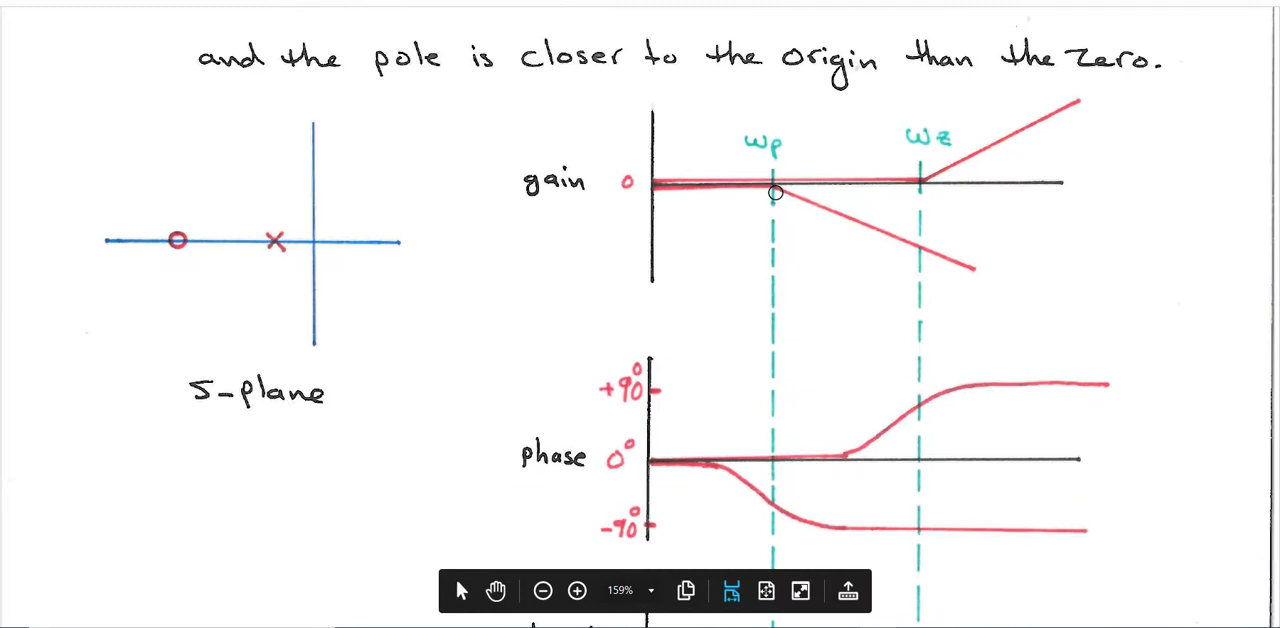 and the pole is closer to the origin than the zero.
ωp
ωz
gain 0
s-plane
+90°
phase 0°
-90°
159%